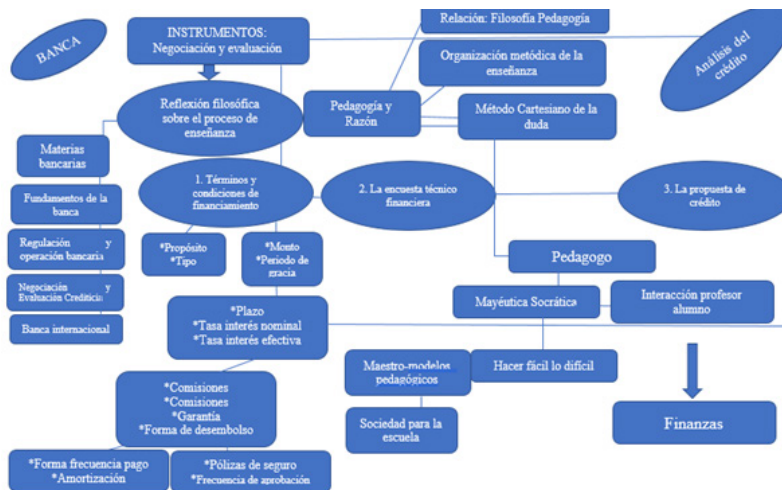 BANCA
INSTRUMENTOS:
Negociación y evaluación
Relación: Filosofía Pedagogía
Organización metódica de la
enseñanza
Análisis del
crédito
Reflexión filosófica
sobre el proceso de
enseñanza
Pedagogía y
Razón
Método Cartesiano de la
duda
Materias
bancarias
Fundamentos de la
banca
Regulación y
operación bancaria
Negociación y
Evaluación Crediticia
Banca internacional
1. Términos y
condiciones de
financiamiento
2. La encuesta técnico
financiera
3. La propuesta de
crédito
*Propósito
*Tipo
*Monto
*Periodo de
gracia
Pedagogo
*Plazo
*Tasa interés nominal
*Tasa interés efectiva
Mayéutica Socrática
Interacción profesor
alumno
Maestro-modelos
pedagógicos
Hacer fácil lo difícil
*Comisiones
*Comisiones
*Garantía
*Forma de desembolso
Sociedad para la
escuela
Finanzas
*Forma frecuencia pago
*Amortización
*Pólizas de seguro
*Frecuencia de aprobación